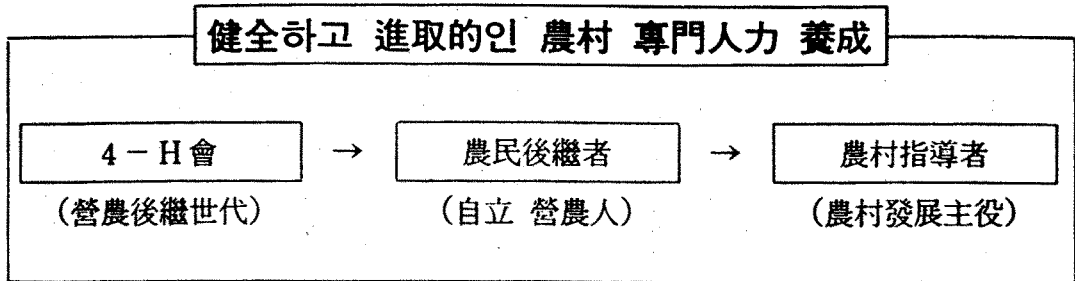 健全하고 進取的인 農村 專門人力 養成
4-H會 → 農民後繼者 → 農村指導者
(營農後繼世代) (自立 營農人) (農村發展主役)